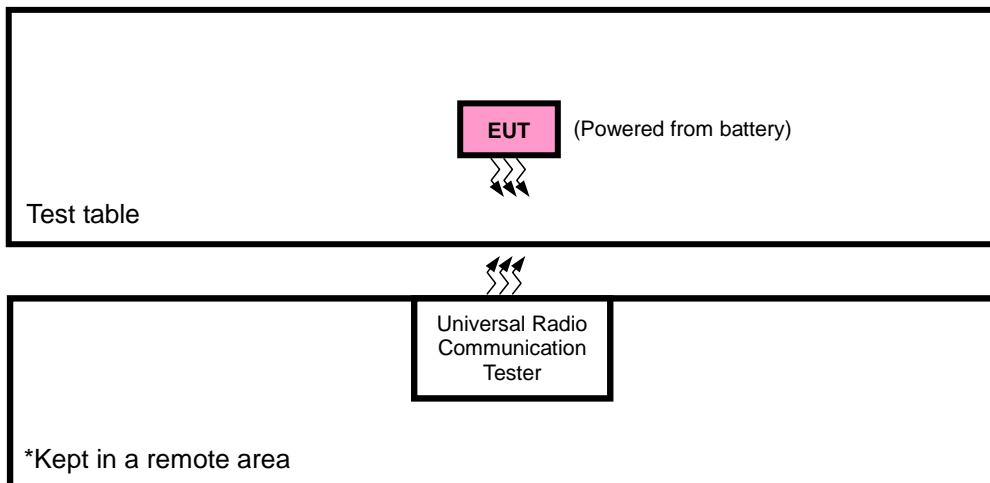 EUT
(Powered from battery)
Test table
Universal Radio
Communication
Tester
*Kept in a remote area